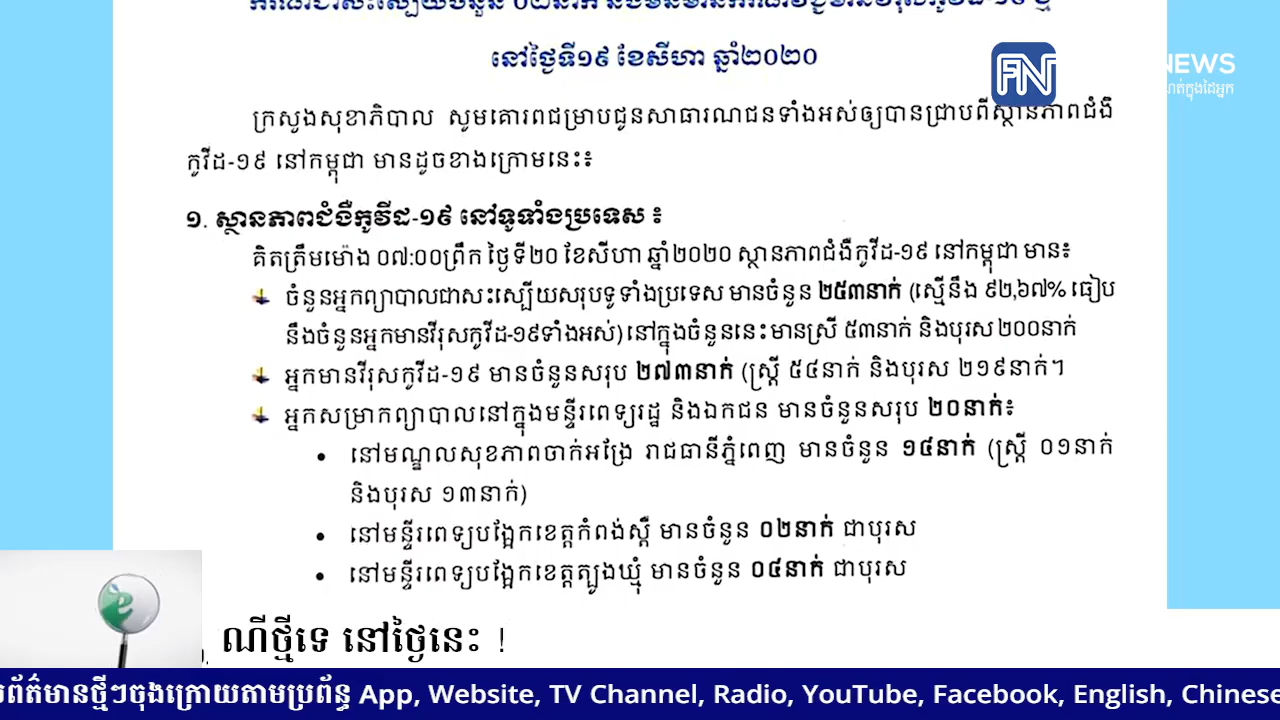 នៅថ្ងៃទី១៩ ខែសីហា ឆ្នាំ២០២០
FN
NEWS
ក្រសួងសុខាភិបាល សូមគោរពជម្រាបជូនសាធារណជនទាំងអស់ឲ្យបានជ្រាបពីស្ថានភាពជំងឺ
កូវីដ-១៩ នៅកម្ពុជា មានដូចខាងក្រោមនេះ៖
១. ស្ថានភាពជំងឺកូវីដ-១៩ នៅទូទាំងប្រទេស ៖
គិតត្រឹមម៉ោង ០៧:០០ព្រឹក ថ្ងៃទី២០ ខែសីហា ឆ្នាំ២០២០ ស្ថានភាពជំងឺកូវីដ-១៩ នៅកម្ពុជា មាន៖
ចំនួនអ្នកព្យាបាលជាសះស្បើយសរុបទូទាំងប្រទេស មានចំនួន ២៥៣នាក់ (ស្មើនឹង ៩២,៦៧% ធៀប
នឹងចំនួនអ្នកមានវីរុសកូវីដ-១៩ទាំងអស់) នៅក្នុងចំនួននេះ មានស្រី ៥៣នាក់ និងបុរស ២០០នាក់
អ្នកមានវីរុសកូវីដ-១៩ មានចំនួនសរុប ២៧៣នាក់ (ស្ត្រី ៥៤នាក់ និងបុរស ២១៩នាក់។
អ្នកសម្រាកព្យាបាលនៅក្នុងមន្ទីរពេទ្យរដ្ឋ និងឯកជន មានចំនួនសរុប ២០នាក់៖
• នៅមណ្ឌលសុខភាពចាក់អង្រែ រាជធានីភ្នំពេញ មានចំនួន ១៤នាក់ (ស្ត្រី ០១នាក់
និងបុរស ១៣នាក់)
• នៅមន្ទីរពេទ្យបង្អែកខេត្តកំពង់ស្ពឺ មានចំនួន ០២នាក់ ជាបុរស
• នៅមន្ទីរពេទ្យបង្អែកខេត្តត្បូងឃ្មុំ មានចំនួន ០៤នាក់ ជាបុរស
ណីថ្មីទេ នៅថ្ងៃនេះ !
ព័ត៌មានថ្មីៗចុងក្រោយតាមប្រព័ន្ធ App, Website, TV Channel, Radio, YouTube, Facebook, English, Chinese